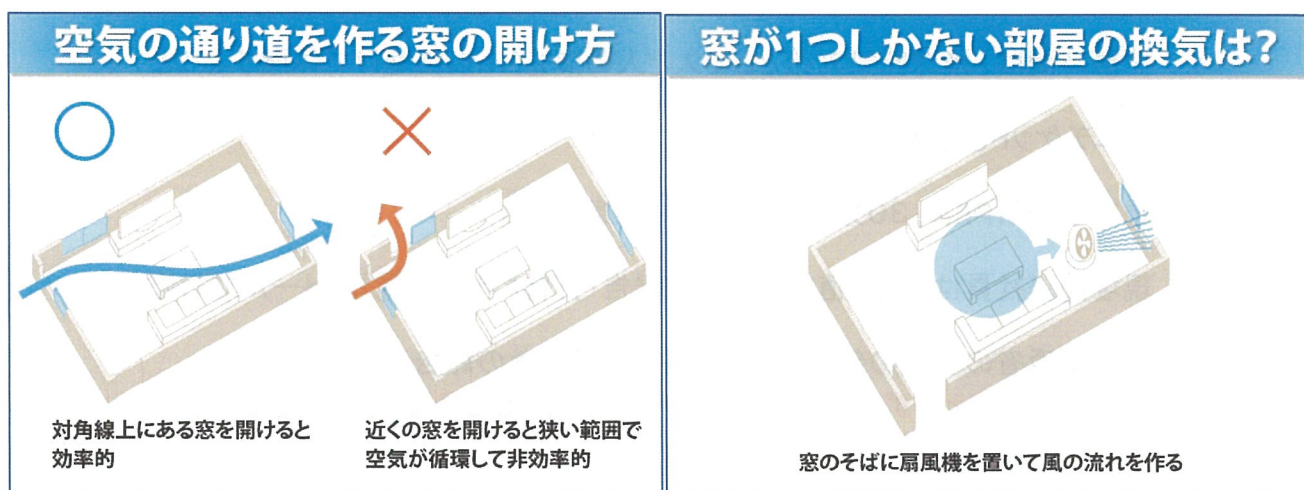 空気の通り道を作る窓の開け方
対角線上にある窓を開けると
効率的
近くの窓を開けると狭い範囲で
空気が循環して非効率的
窓が1つしかない部屋の換気は?
窓のそばに扇風機を置いて風の流れを作る